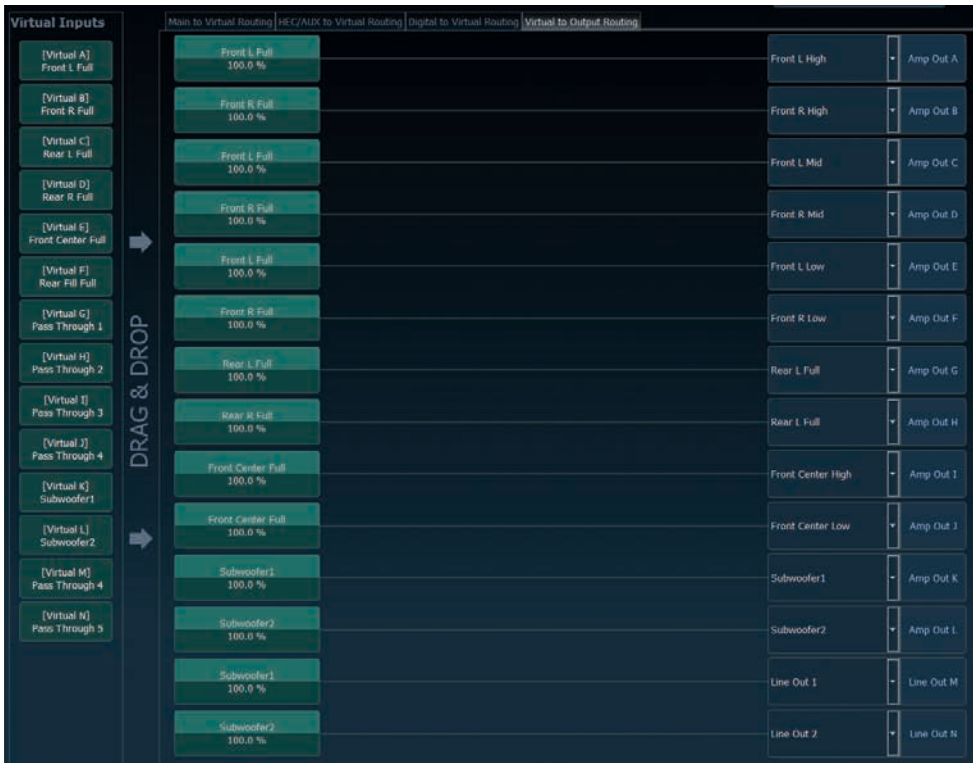 Virtual Inputs
[Virtual A]
Front L Full
[Virtual B]
Front R Full
[Virtual C]
Rear L Full
[Virtual D]
Rear R Full
[Virtual E]
Front Center Full
[Virtual F]
Rear Fill Full
[Virtual G]
Pass Through 1
[Virtual H]
Pass Through 2
[Virtual I]
Pass Through 3
[Virtual J]
Pass Through 4
[Virtual K]
Subwoofer1
[Virtual L]
Subwoofer2
[Virtual M]
Pass Through 4
[Virtual N]
Pass Through 5
DRAG & DROP
Main to Virtual Routing HEC/AUX to Virtual Routing Digital to Virtual Routing Virtual to Output Routing
Front L Full
100.0 %
Front L High Amp Out A
Front R Full
100.0 %
Front R High Amp Out B
Front L Full
100.0 %
Front L Mid Amp Out C
Front R Full
100.0 %
Front R Mid Amp Out D
Front L Full
100.0 %
Front L Low Amp Out E
Front R Full
100.0 %
Front R Low Amp Out F
Rear L Full
100.0 %
Rear L Full Amp Out G
Rear R Full
100.0 %
Rear L Full Amp Out H
Front Center Full
100.0 %
Front Center High Amp Out I
Front Center Full
100.0 %
Front Center Low Amp Out J
Subwoofer1
100.0 %
Subwoofer1 Amp Out K
Subwoofer2
100.0 %
Subwoofer2 Amp Out L
Subwoofer1
100.0 %
Line Out 1 Line Out M
Subwoofer2
100.0 %
Line Out 2 Line Out N